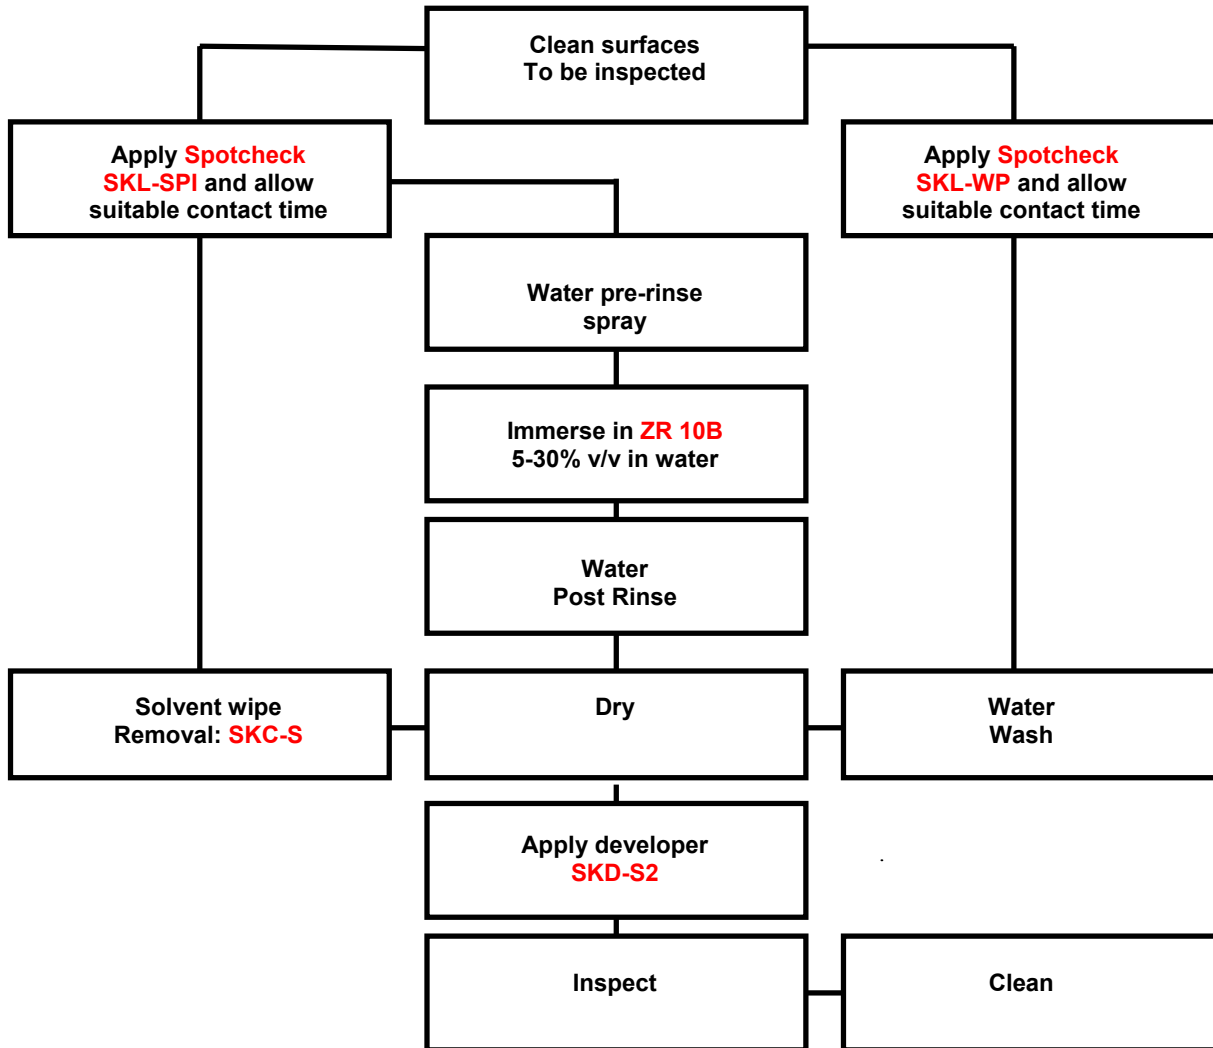 Clean surfaces
To be inspected
Apply Spotcheck
SKL-SPI and allow
suitable contact time
Apply Spotcheck
SKL-WP and allow
suitable contact time
Water pre-rinse
spray
Immerse in ZR 10B
5-30% v/v in water
Water
Post Rinse
Solvent wipe
Removal: SKC-S
Dry
Water
Wash
Apply developer
SKD-S2
.
Inspect
Clean